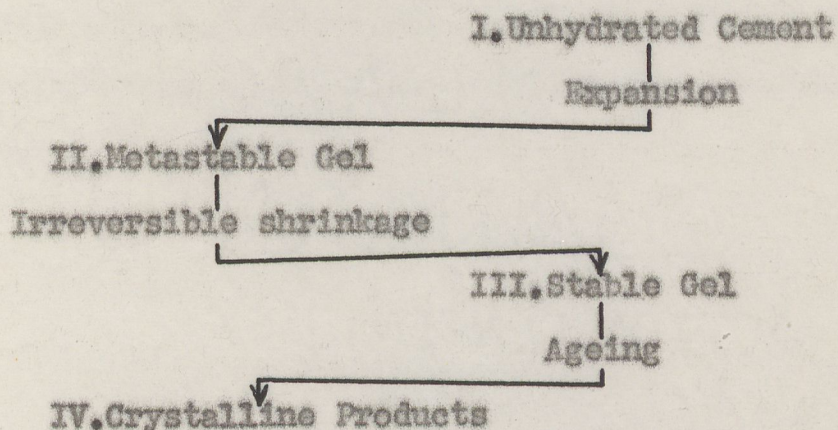 I.Unhydrated Cement
Expansion
II.Metastable Gel
Irreversible shrinkage
III.Stable Gel
Ageing
IV.Crystalline Products